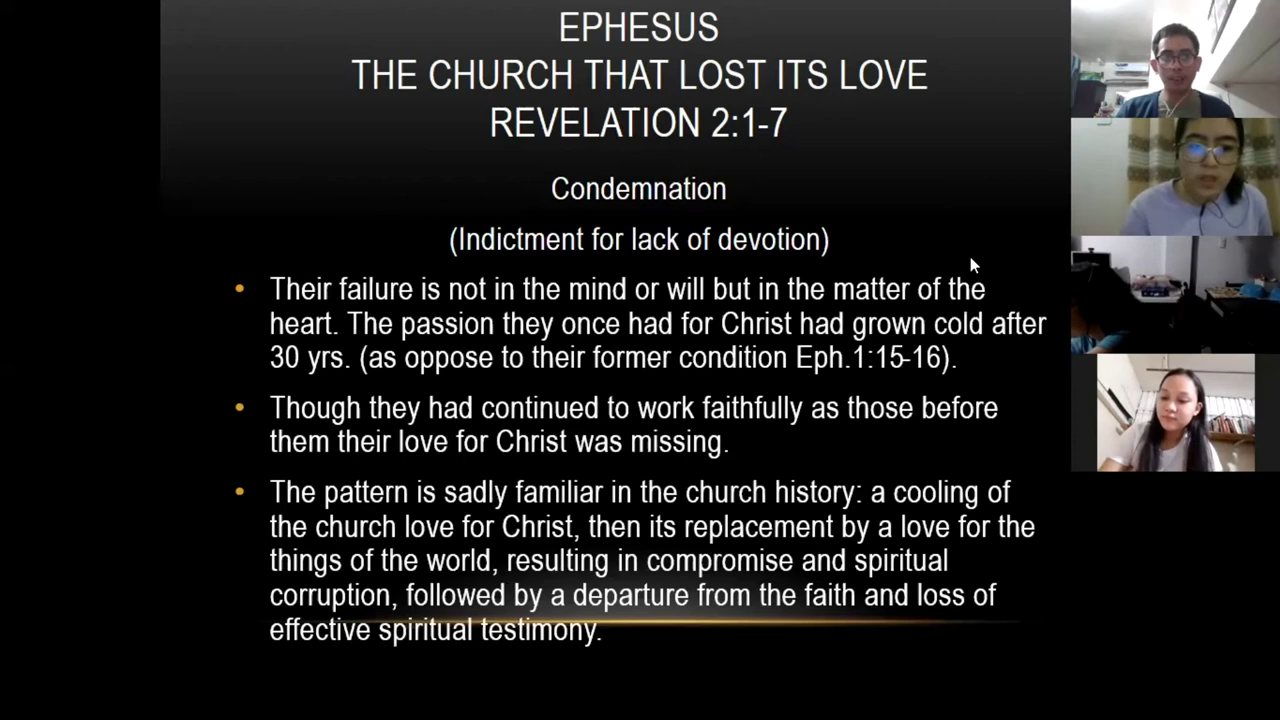 EPHESUS
THE CHURCH THAT LOST ITS LOVE
REVELATION 2:1-7
Condemnation
(Indictment for lack of devotion)
• Their failure is not in the mind or will but in the matter of the
heart. The passion they once had for Christ had grown cold after
30 yrs. (as oppose to their former condition Eph.1:15-16).
• Though they had continued to work faithfully as those before
them their love for Christ was missing.
• The pattern is sadly familiar in the church history: a cooling of
the church love for Christ, then its replacement by a love for the
things of the world, resulting in compromise and spiritual
corruption, followed by a departure from the faith and loss of
effective spiritual testimony.